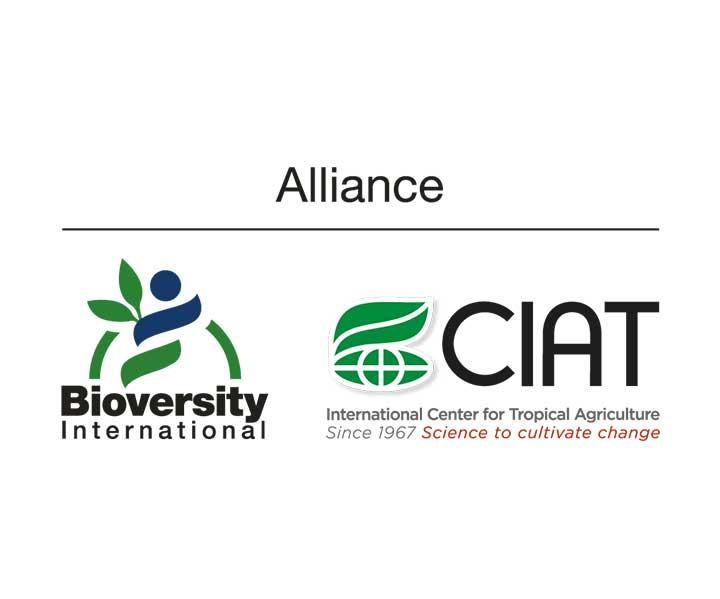 Alliance
Bioversity
International
CIAT
International Center for Tropical Agriculture
Since 1967 Science to cultivate change